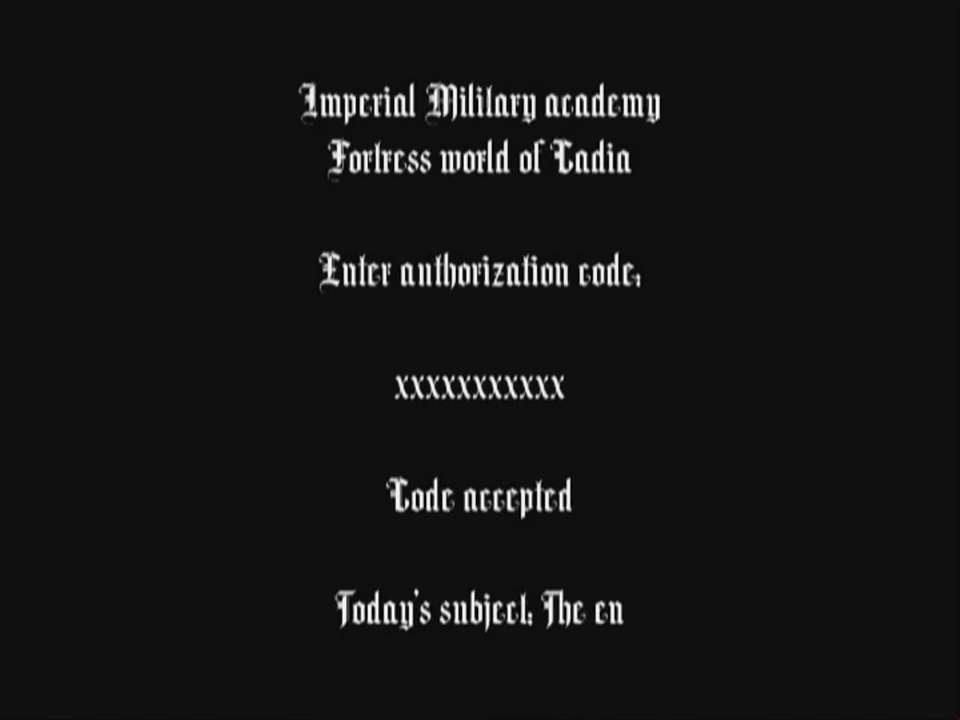 Imperial Military academy
Fortress world of Cadia
Enter authorization code:
xxxxxxxxxxx
Code accepted
Today's subject: The en